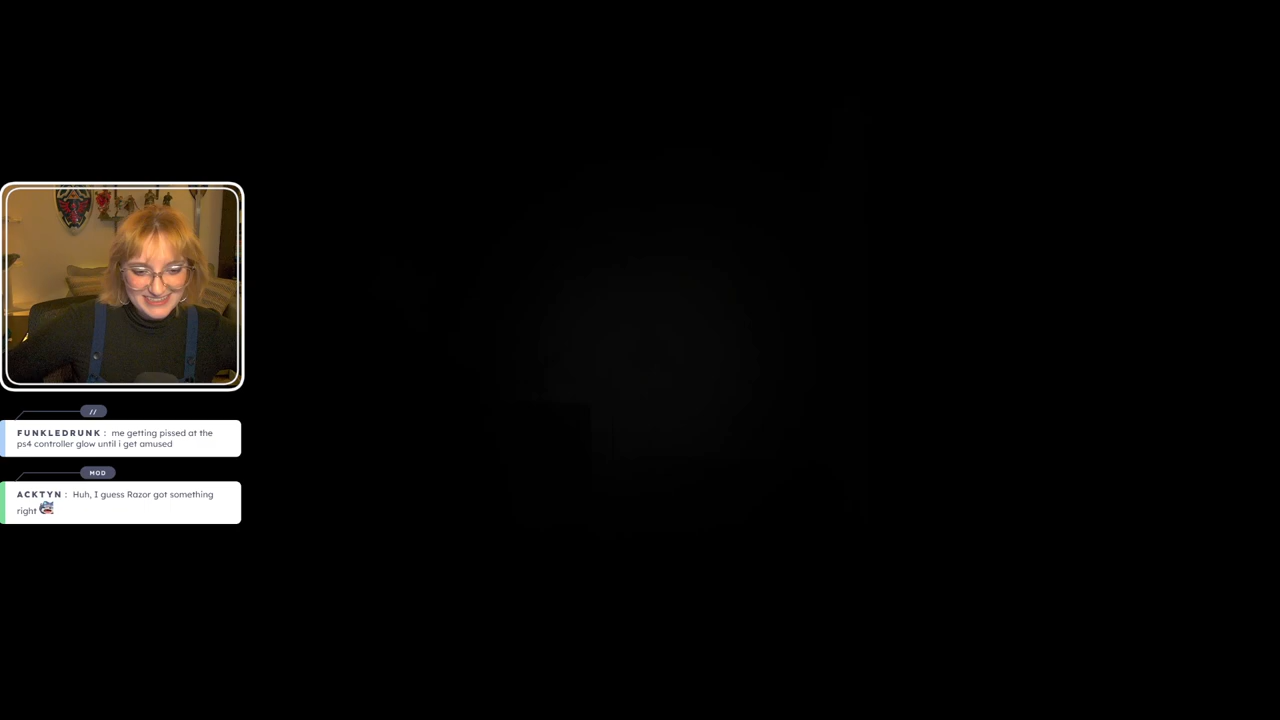 //
FUNKLEDRUNK : me getting pissed at the
ps4 controller glow until i get amused
MOD
ACKTYN : Huh, I guess Razor got something
right